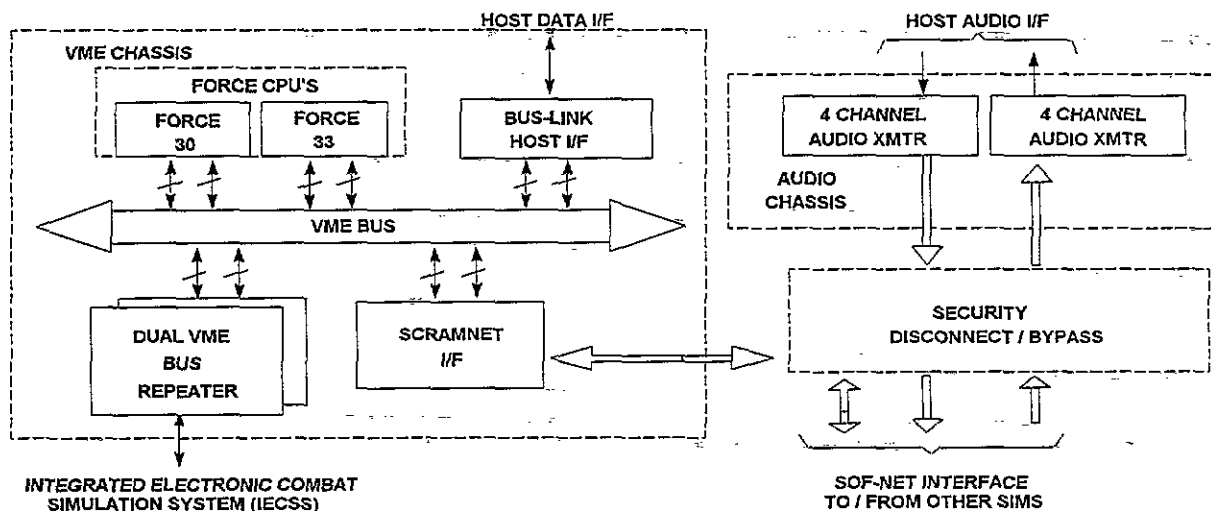 HOST DATA I/F
HOST AUDIO I/F
VME CHASSIS
FORCE CPU'S
FORCE
30
FORCE
33
BUS-LINK
HOST I/F
4 CHANNEL
AUDIO XMTR
4 CHANNEL
AUDIO XMTR
AUDIO
CHASSIS
VME BUS
DUAL VME
BUS
REPEATER
SCRAMNET
I/F
SECURITY
DISCONNECT / BYPASS
INTEGRATED ELECTRONIC COMBAT
SIMULATION SYSTEM (IECSS)
SOF-NET INTERFACE
TO / FROM OTHER SIMS